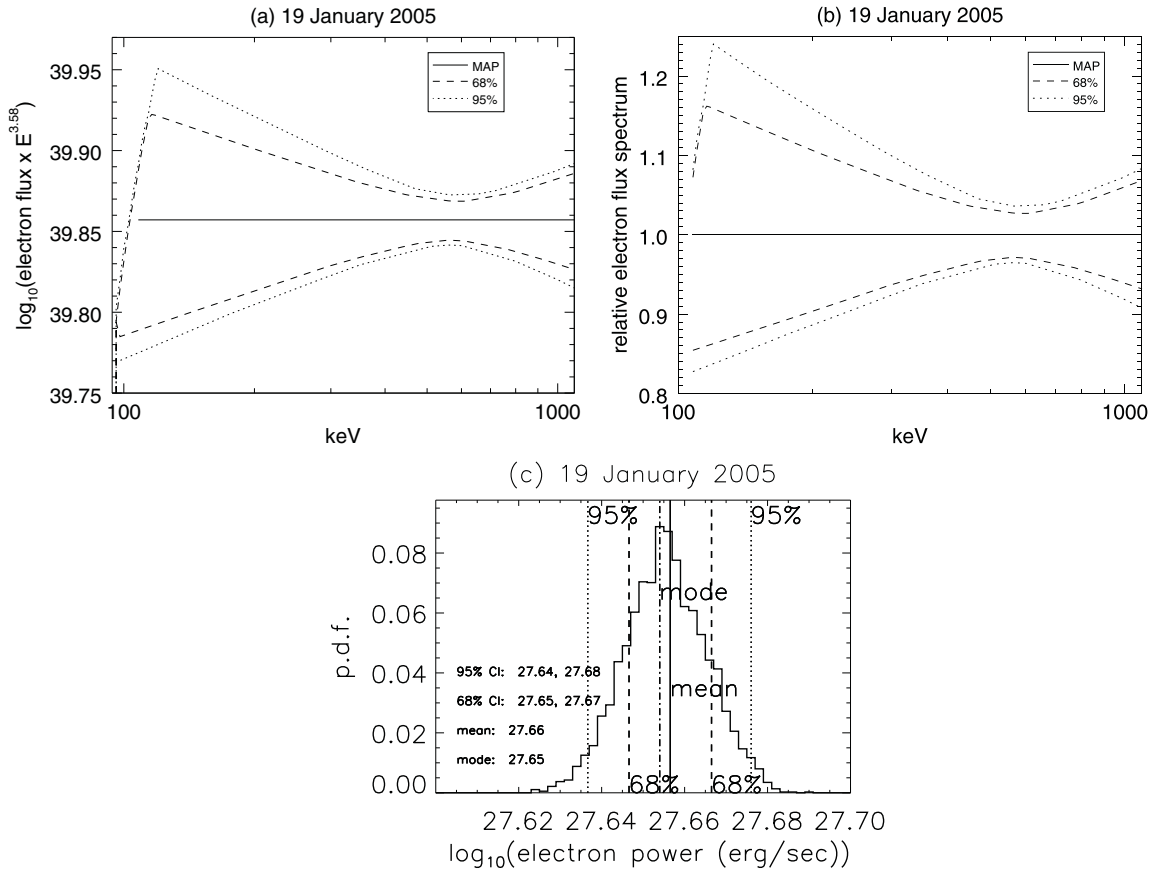 (a) 19 January 2005
log10(electron flux x E^3.58)
39.95
39.90
39.85
39.80
39.75
MAP
68%
95%
100
1000
keV
(b) 19 January 2005
relative electron flux spectrum
1.2
1.1
1.0
0.9
0.8
MAP
68%
95%
100
1000
keV
(c) 19 January 2005
p.d.f.
0.08
0.06
0.04
0.02
0.00
95%
95%
mode
mean
95% CI: 27.64, 27.68
68% CI: 27.65, 27.67
mean: 27.66
mode: 27.65
68%
68%
27.62 27.64 27.66 27.68 27.70
log10(electron power (erg/sec))